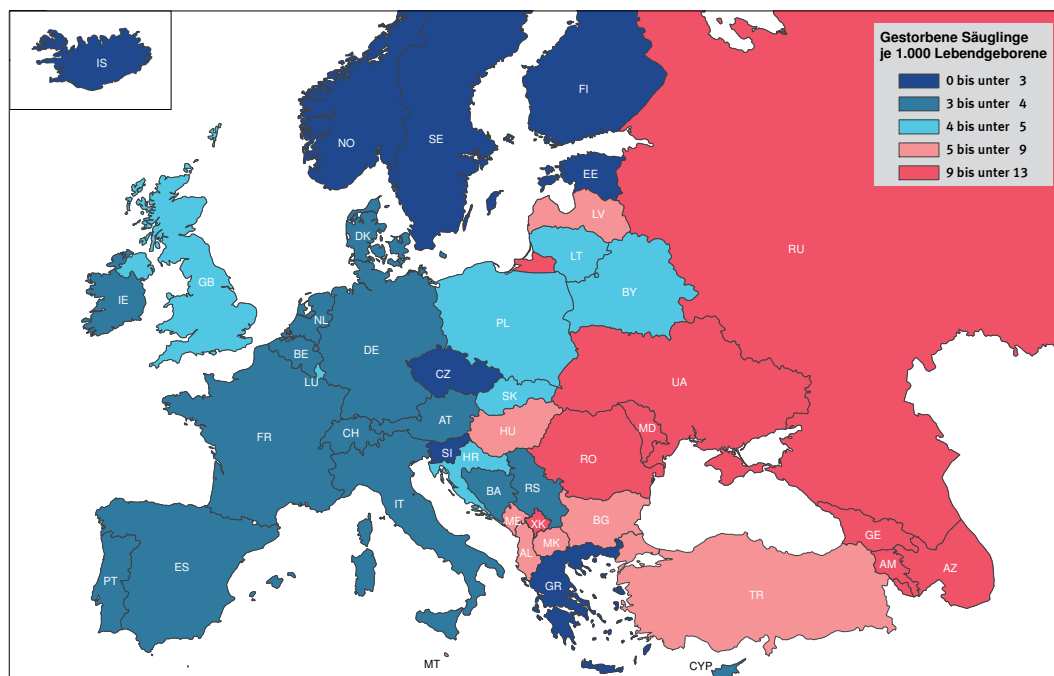 Gestorbene Säuglinge
je 1.000 Lebendgeborene
0 bis unter 3
3 bis unter 4
4 bis unter 5
5 bis unter 9
9 bis unter 13
IS
FI
NO
SE
EE
LV
DK
LT
RU
GB
BY
IE
NL
PL
DE
BE
CZ
LU
UA
SK
AT
MD
FR
CH
HU
SI
HR
RO
BA
RS
IT
ME
XK
BG
MK
GE
AL
AM
AZ
ES
PT
GR
TR
MT
CYP